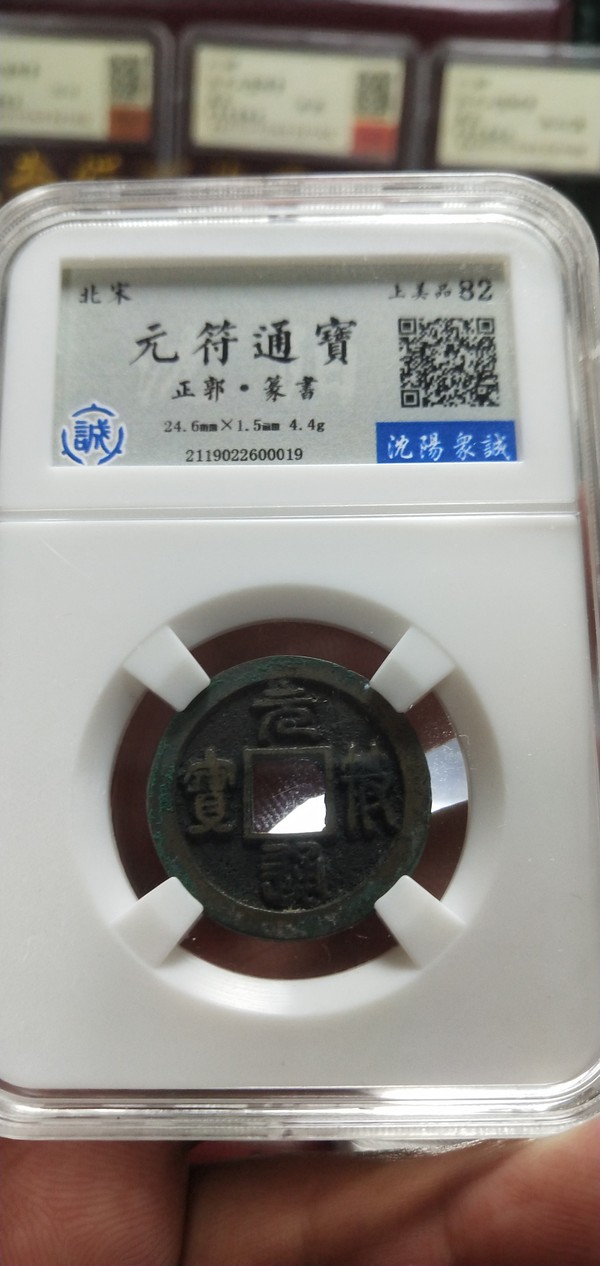 北宋
上美品82
元符通寶
正郭·篆書
24.6mm×1.5mm 4.4g
2119022600019
誠
沈陽衆誠
元符通寶